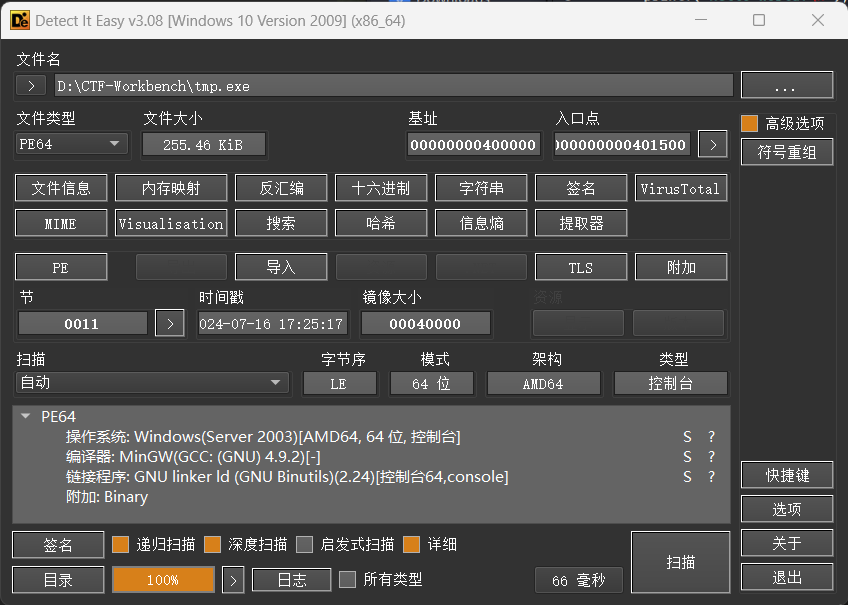 Detect It Easy v3.08 [Windows 10 Version 2009] (x86_64)
文件名
> D:\CTF-Workbench\tmp.exe ...
文件类型 文件大小 基址 入口点
高级选项
PE64 255.46 KiB 00000000400000 000000000401500 >
符号重组
文件信息 内存映射 反汇编 十六进制 字符串 签名 VirusTotal
MIME Visualisation 搜索 哈希 信息熵 提取器
PE 导入 TLS 附加
节 时间戳 镜像大小 资源
0011 > 024-07-16 17:25:17 00040000
扫描 字节序 模式 架构 类型
自动 LE 64 位 AMD64 控制台
PE64
操作系统: Windows(Server 2003)[AMD64, 64 位, 控制台] S ?
编译器: MinGW(GCC: (GNU) 4.9.2)[-] S ?
链接程序: GNU linker ld (GNU Binutils)(2.24)[控制台64,console] S ?
附加: Binary
快捷键
选项
签名 递归扫描 深度扫描 启发式扫描 详细
关于
扫描
目录 100% > 日志 所有类型 66 毫秒
退出